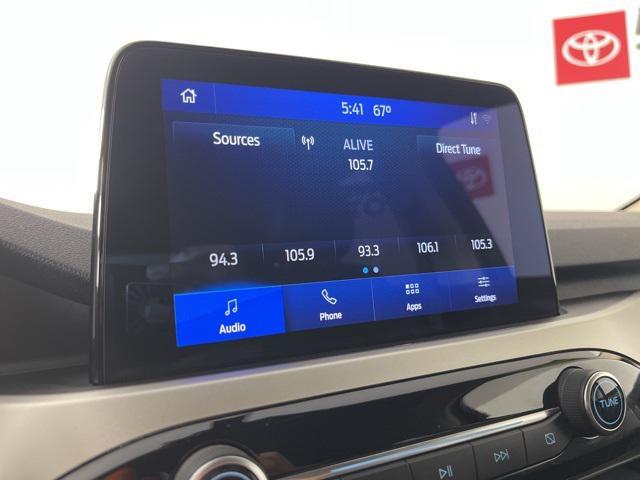 5:41 67°
Sources
ALIVE
Direct Tune
105.7
94.3 105.9 93.3 106.1 105.3
Audio
Phone
Apps
Settings
TUNE